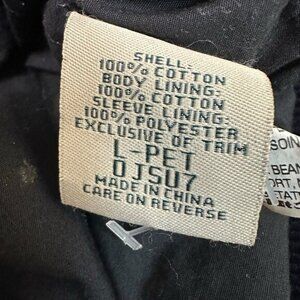 SHELL:
100% COTTON
BODY LINING:
100% COTTON
SLEEVE LINING:
100% POLYESTER
EXCLUSIVE OF TRIM
L-PET
0JSU7
MADE IN CHINA
CARE ON REVERSE